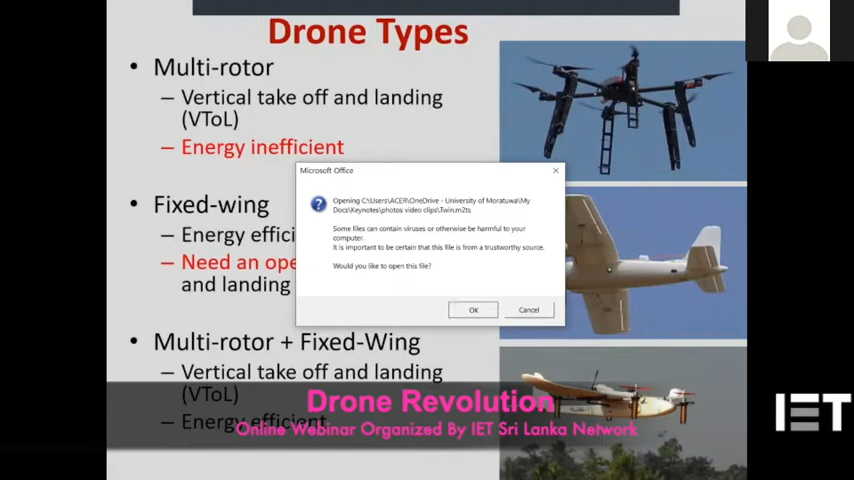 Drone Types
• Multi-rotor
– Vertical take off and landing
(VToL)
– Energy inefficient
Microsoft Office
Opening C:\Users\ACER\OneDrive - University of Moratuwa\My
Docs\Keynotes\photos video clips\Twin.m2ts
Some files can contain viruses or otherwise be harmful to your
computer.
It is important to be certain that this file is from a trustworthy source.
Would you like to open this file?
OK
Cancel
• Fixed-wing
– Energy effici
– Need an ope
and landing
• Multi-rotor + Fixed-Wing
– Vertical take off and landing
(VToL)
– Energy efficient
Drone Revolution
Online Webinar Organized By IET Sri Lanka Network
IET